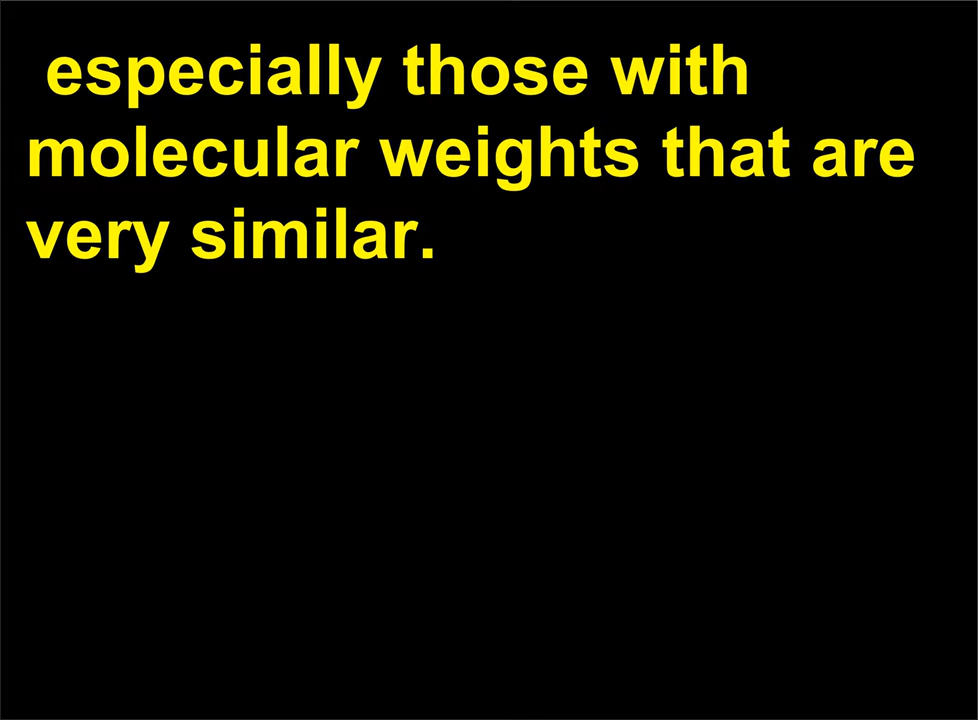 especially those with
molecular weights that are
very similar.